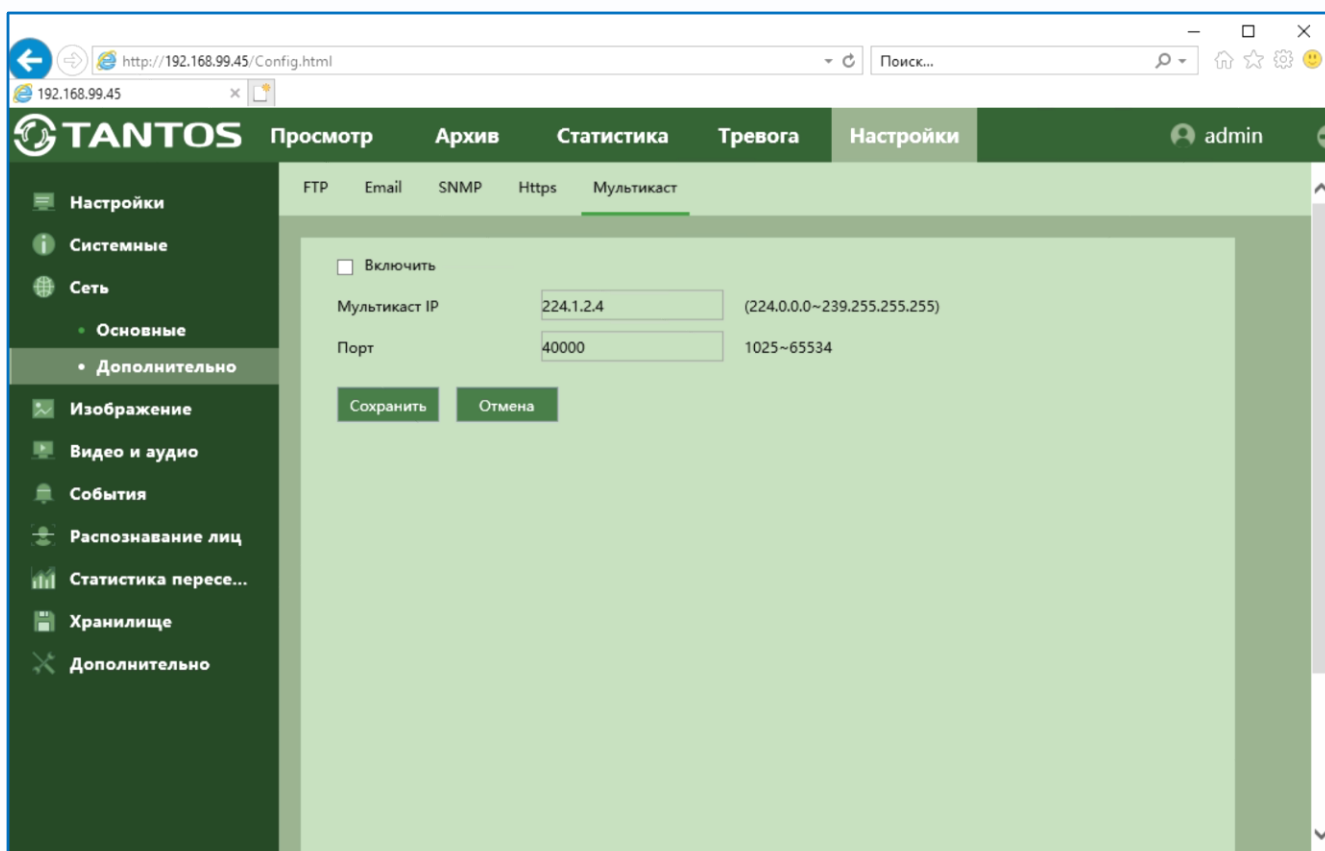 http://192.168.99.45/Config.html
Поиск...
192.168.99.45
TANTOS
Просмотр
Архив
Статистика
Тревога
Настройки
admin
Настройки
Системные
Сеть
Основные
Дополнительно
Изображение
Видео и аудио
События
Распознавание лиц
Статистика пересе...
Хранилище
Дополнительно
FTP
Email
SNMP
Https
Мультикаст
Включить
Мультикаст IP
224.1.2.4
(224.0.0.0~239.255.255.255)
Порт
40000
1025~65534
Сохранить
Отмена